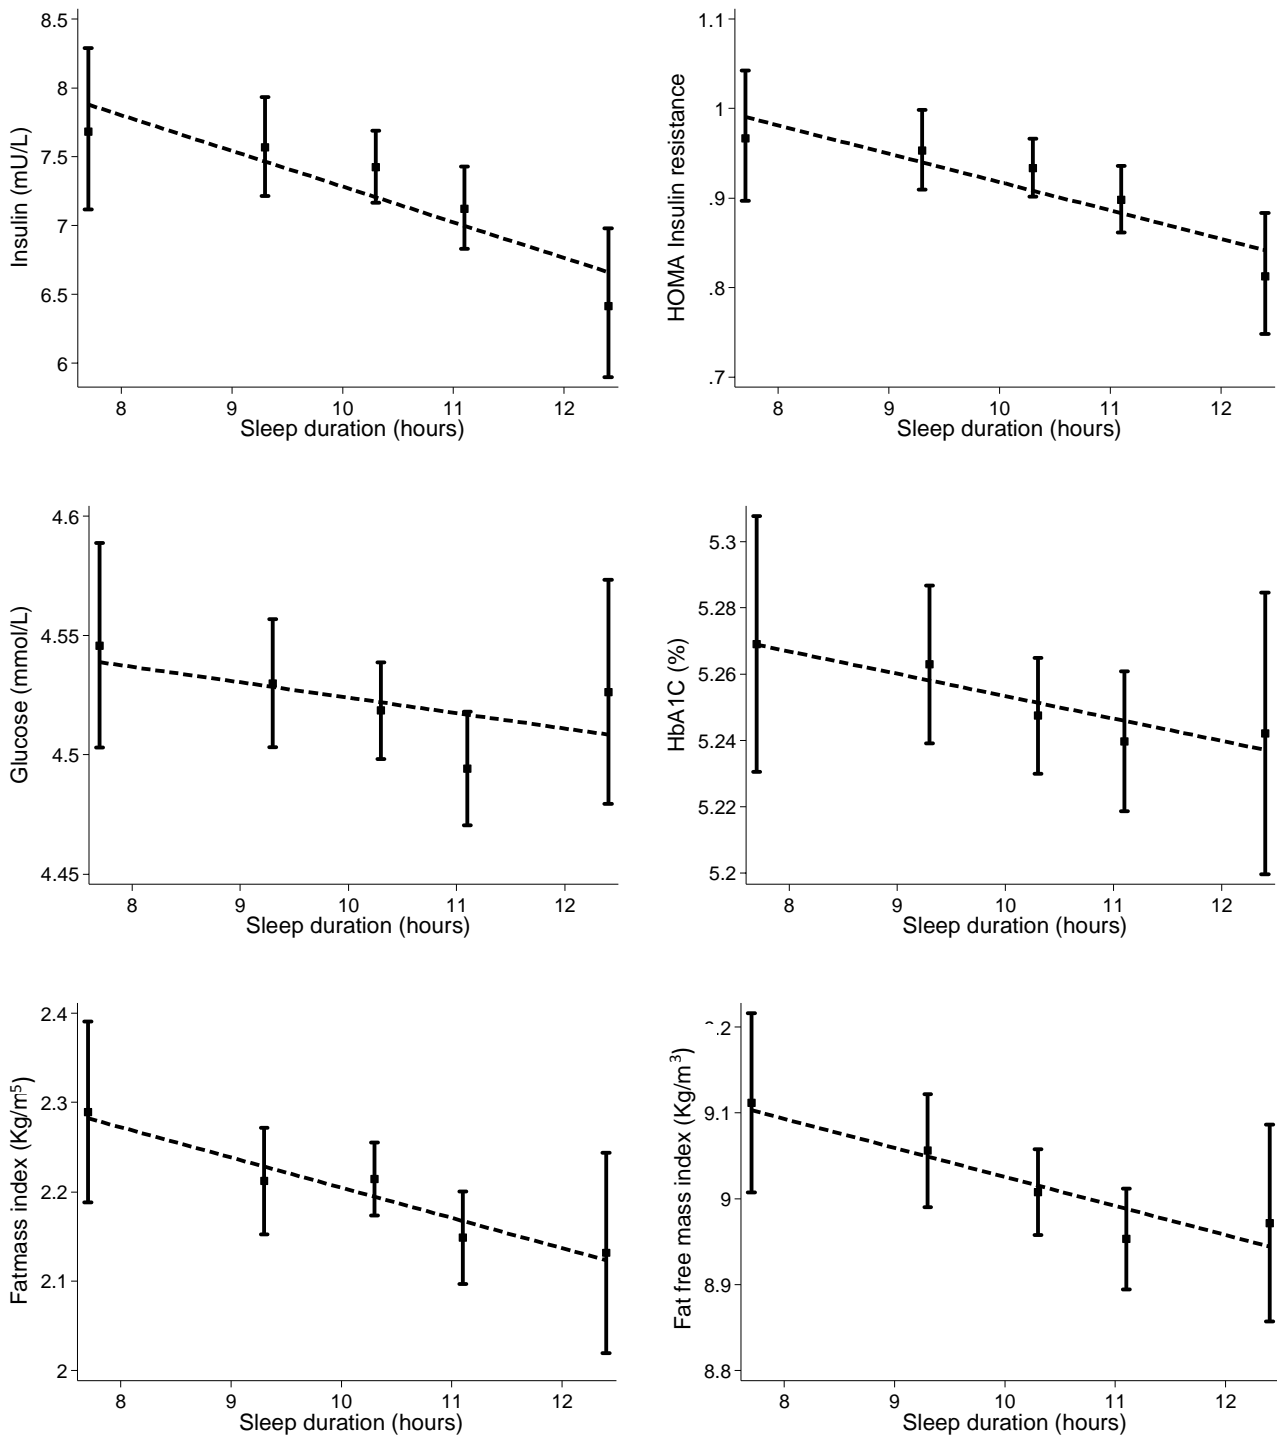 Insulin (mU/L)
8.5
8
7.5
7
6.5
6
8 9 10 11 12
Sleep duration (hours)
HOMA Insulin resistance
1.1
1
.9
.8
.7
8 9 10 11 12
Sleep duration (hours)
Glucose (mmol/L)
4.6
4.55
4.5
4.45
8 9 10 11 12
Sleep duration (hours)
HbA1C (%)
5.3
5.28
5.26
5.24
5.22
5.2
8 9 10 11 12
Sleep duration (hours)
Fatmass index (Kg/m⁵)
2.4
2.3
2.2
2.1
2
8 9 10 11 12
Sleep duration (hours)
Fat free mass index (Kg/m³)
.2
9.1
9
8.9
8.8
8 9 10 11 12
Sleep duration (hours)